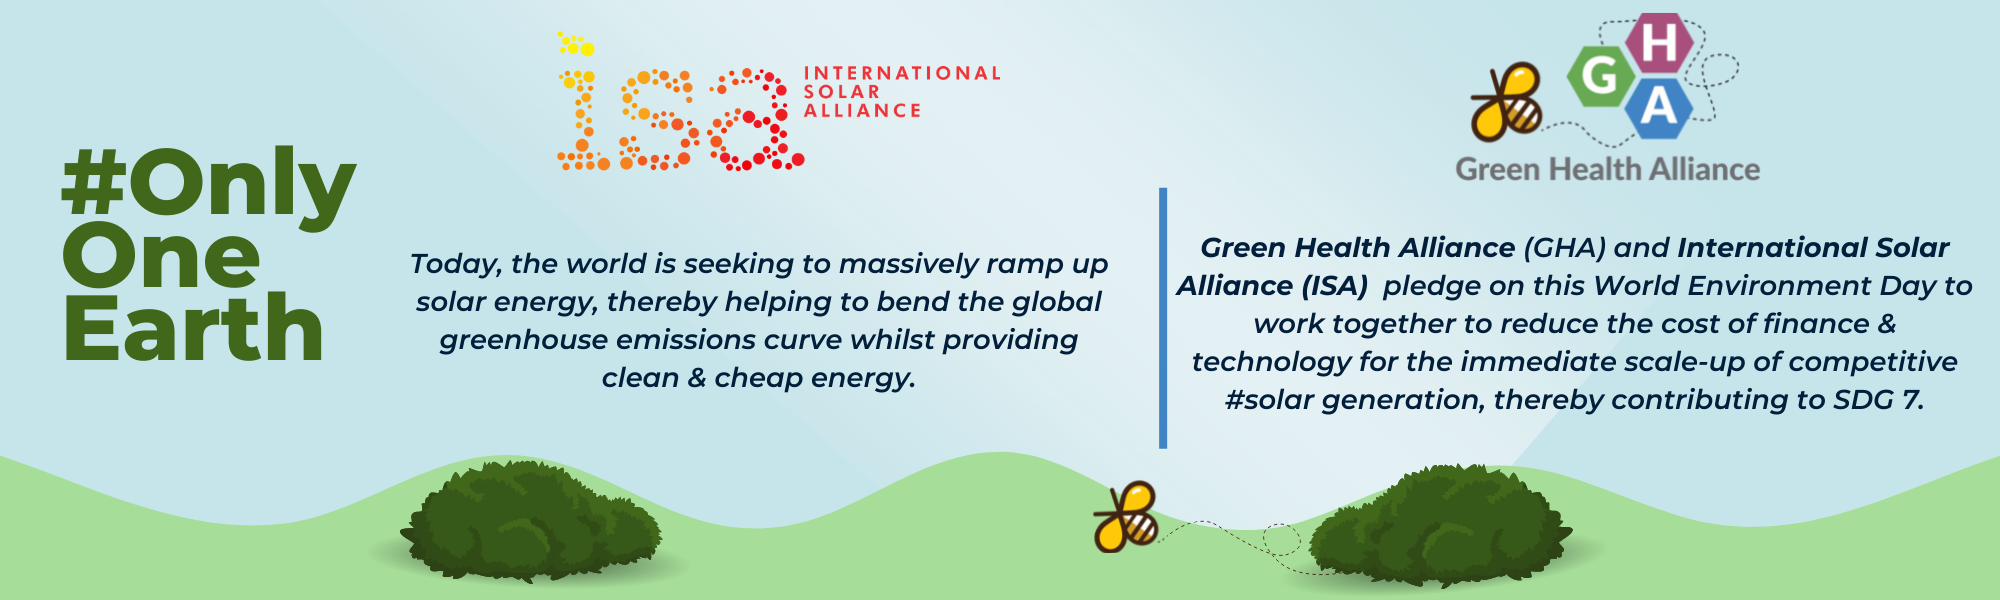 #Only
One
Earth
isa
INTERNATIONAL
SOLAR
ALLIANCE
Today, the world is seeking to massively ramp up
solar energy, thereby helping to bend the global
greenhouse emissions curve whilst providing
clean & cheap energy.
G
H
A
Green Health Alliance
Green Health Alliance (GHA) and International Solar
Alliance (ISA) pledge on this World Environment Day to
work together to reduce the cost of finance &
technology for the immediate scale-up of competitive
#solar generation, thereby contributing to SDG 7.